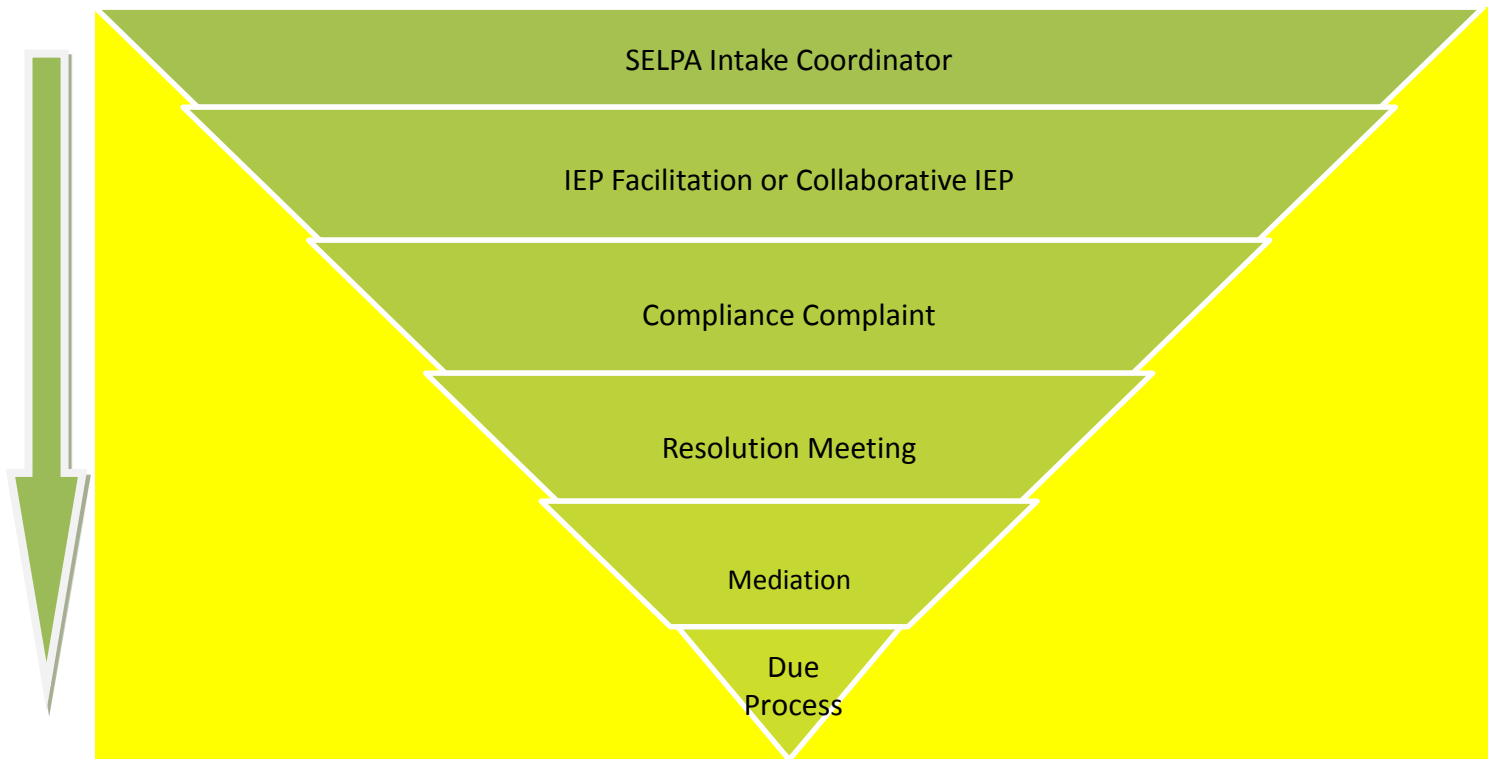 SELPA Intake Coordinator
IEP Facilitation or Collaborative IEP
Compliance Complaint
Resolution Meeting
Mediation
Due
Process